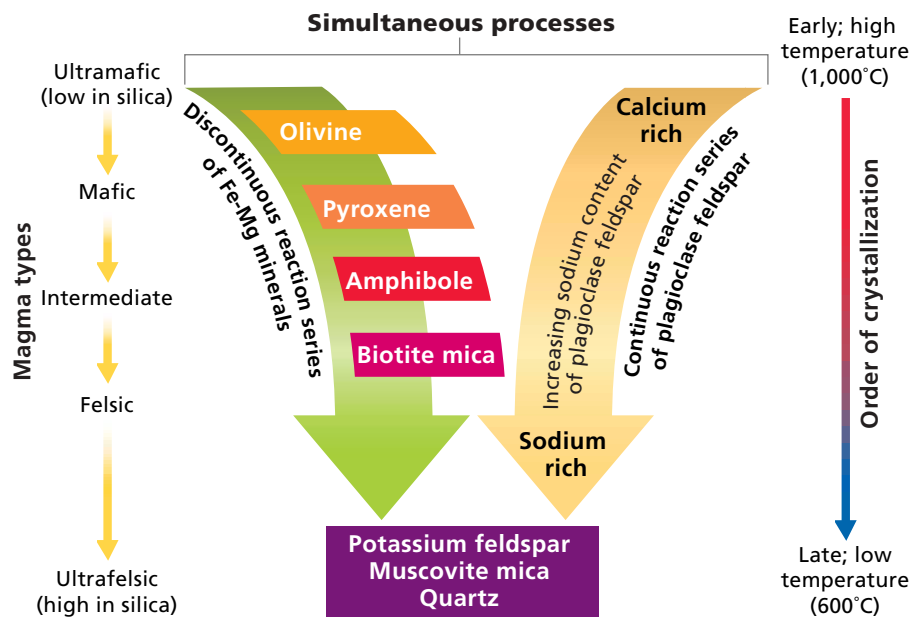 Simultaneous processes
Magma types
Ultramafic
(low in silica)
Mafic
Intermediate
Felsic
Ultrafelsic
(high in silica)
Discontinuous reaction series
of Fe-Mg minerals
Olivine
Pyroxene
Amphibole
Biotite mica
Calcium
rich
Increasing sodium content
of plagioclase feldspar
Sodium
rich
Continuous reaction series
of plagioclase feldspar
Potassium feldspar
Muscovite mica
Quartz
Early; high
temperature
(1,000˚C)
Order of crystallization
Late; low
temperature
(600˚C)